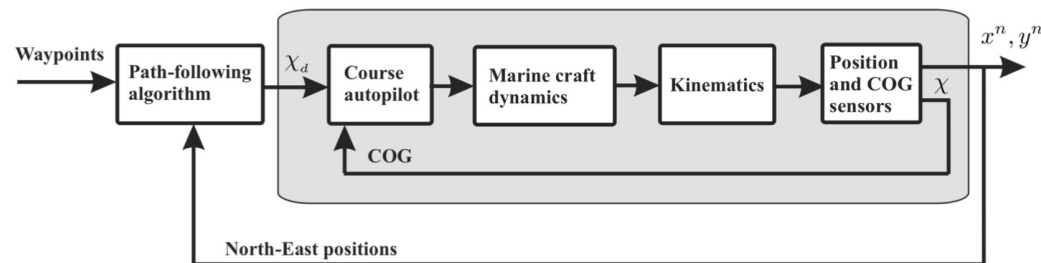 Waypoints
Path-following
algorithm
χ_d
Course
autopilot
Marine craft
dynamics
Kinematics
Position
and COG
sensors
x^n, y^n
χ
COG
North-East positions